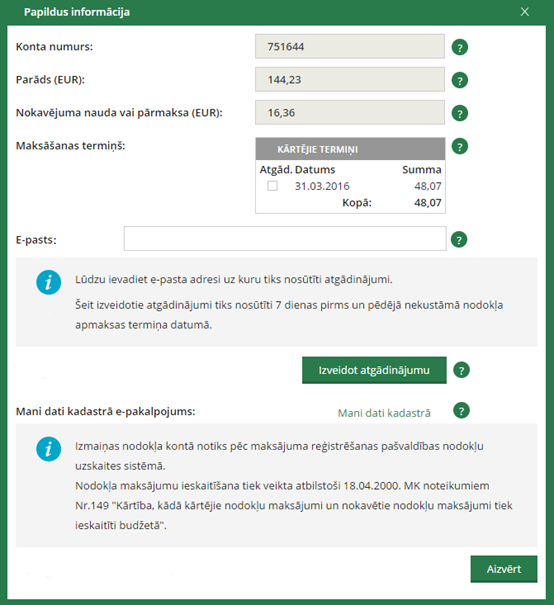 Papildus informācija X
Konta numurs: 751644 ?
Parāds (EUR): 144,23 ?
Nokavējuma nauda vai pārmaksa (EUR): 16,36 ?
Maksāšanas termiņš: ?
KĀRTĒJIE TERMIŅI
Atgād. Datums Summa
31.03.2016 48,07
Kopā: 48,07
E-pasts: ?
i
Lūdzu ievadiet e-pasta adresi uz kuru tiks nosūtīti atgādinājumi.
Šeit izveidotie atgādinājumi tiks nosūtīti 7 dienas pirms un pēdējā nekustāmā nodokļa
apmaksas termiņa datumā.
Izveidot atgādinājumu ?
Mani dati kadastrā e-pakalpojums: Mani dati kadastrā ?
i
Izmaiņas nodokļa kontā notiks pēc maksājuma reģistrēšanas pašvaldības nodokļu
uzskaites sistēmā.
Nodokļa maksājumu ieskaitīšana tiek veikta atbilstoši 18.04.2000. MK noteikumiem
Nr.149 "Kārtība, kādā kārtējie nodokļu maksājumi un nokavētie nodokļu maksājumi tiek
ieskaitīti budžetā".
Aizvērt